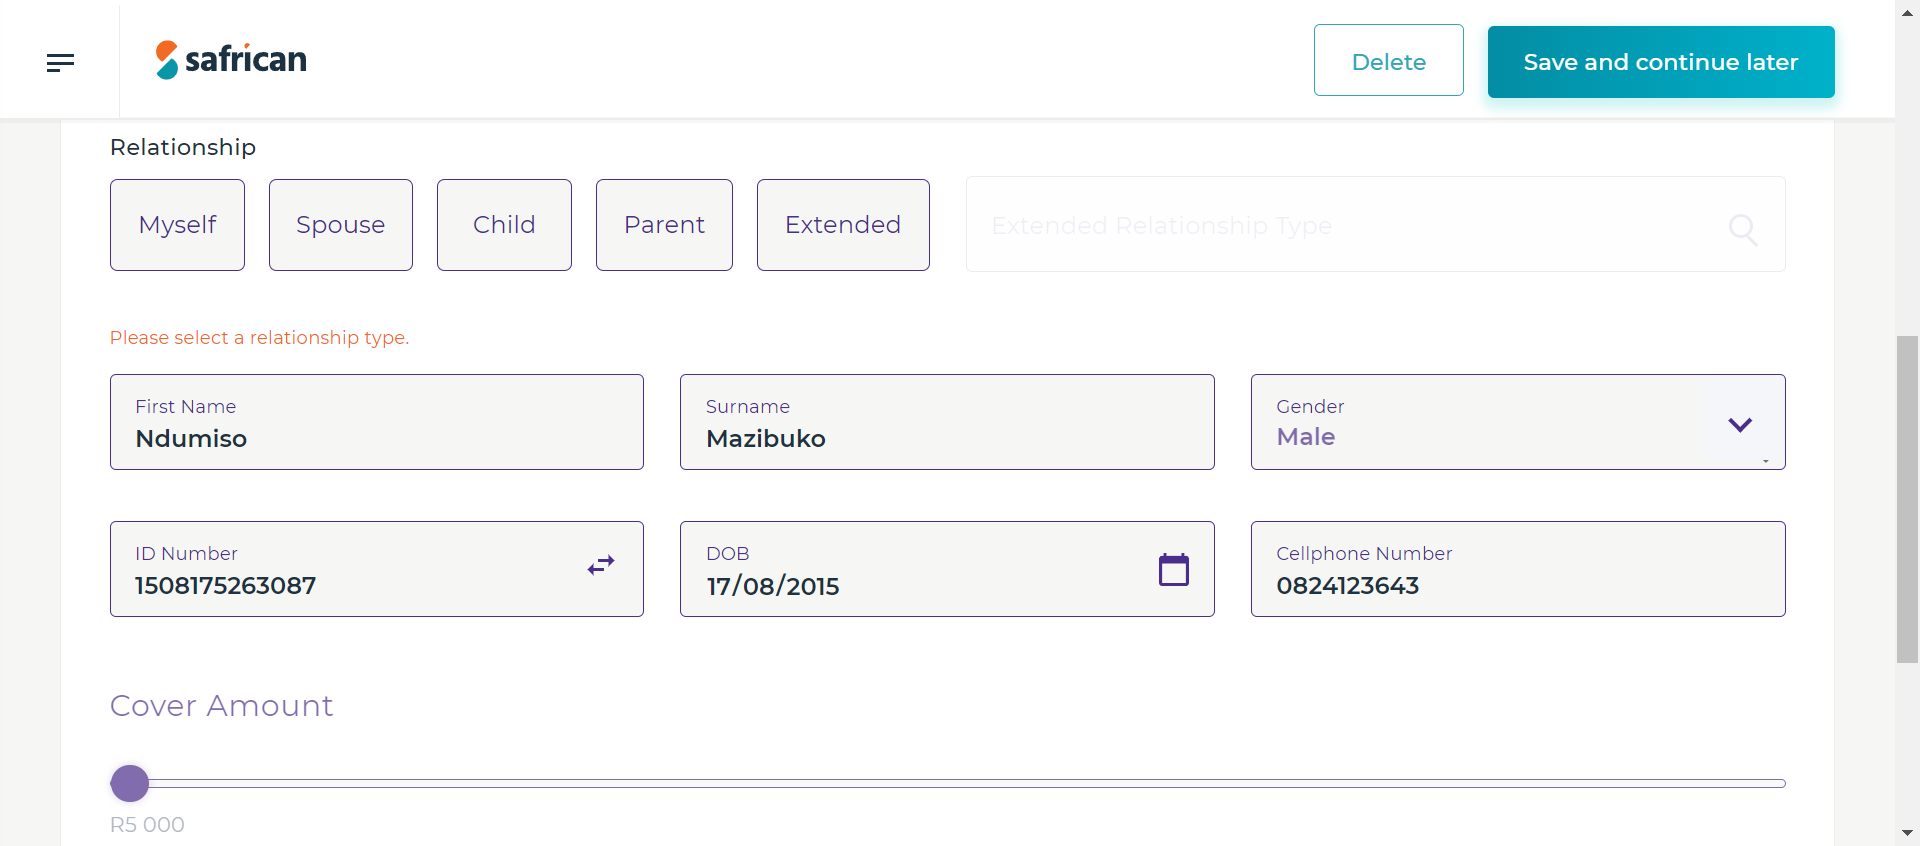 safrican
Delete
Save and continue later
Relationship
Myself
Spouse
Child
Parent
Extended
Extended Relationship Type
Please select a relationship type.
First Name
Ndumiso
Surname
Mazibuko
Gender
Male
ID Number
1508175263087
DOB
17/08/2015
Cellphone Number
0824123643
Cover Amount
R5 000